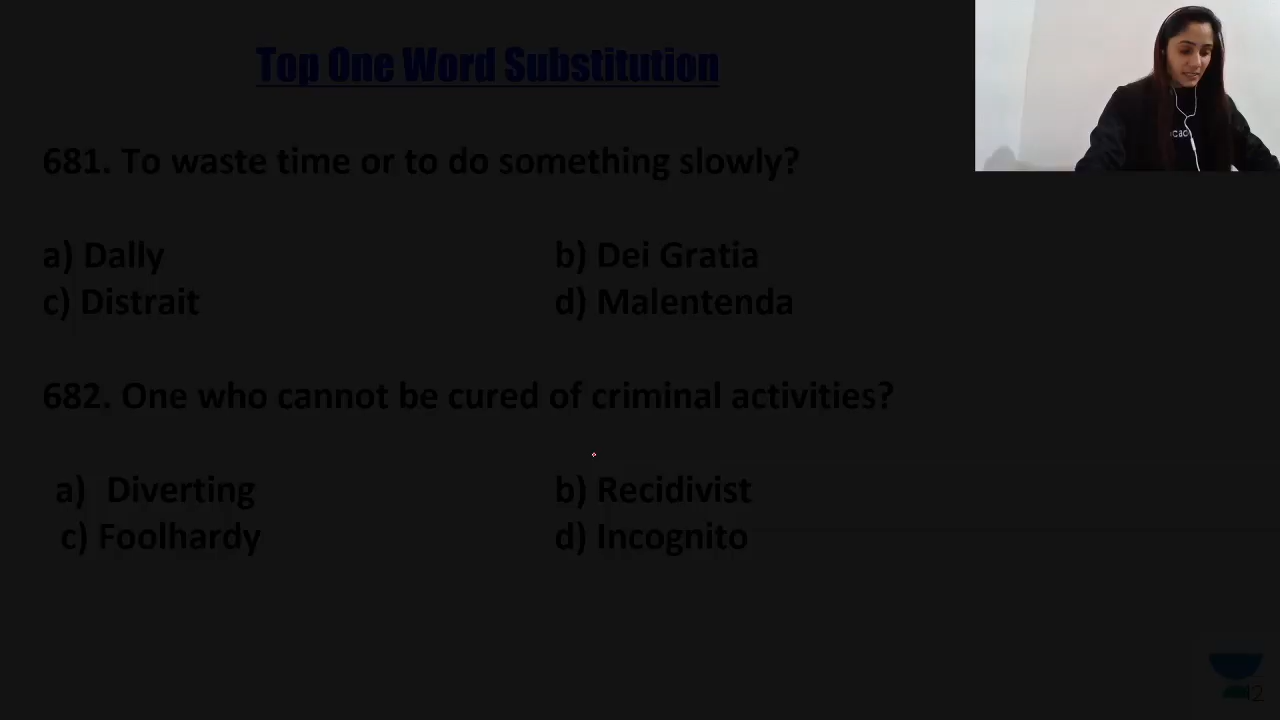 Top One Word Substitution
681. To waste time or to do something slowly?
a) Dally b) Dei Gratia
c) Distrait d) Malentenda
682. One who cannot be cured of criminal activities?
a) Diverting b) Recidivist
c) Foolhardy d) Incognito
12